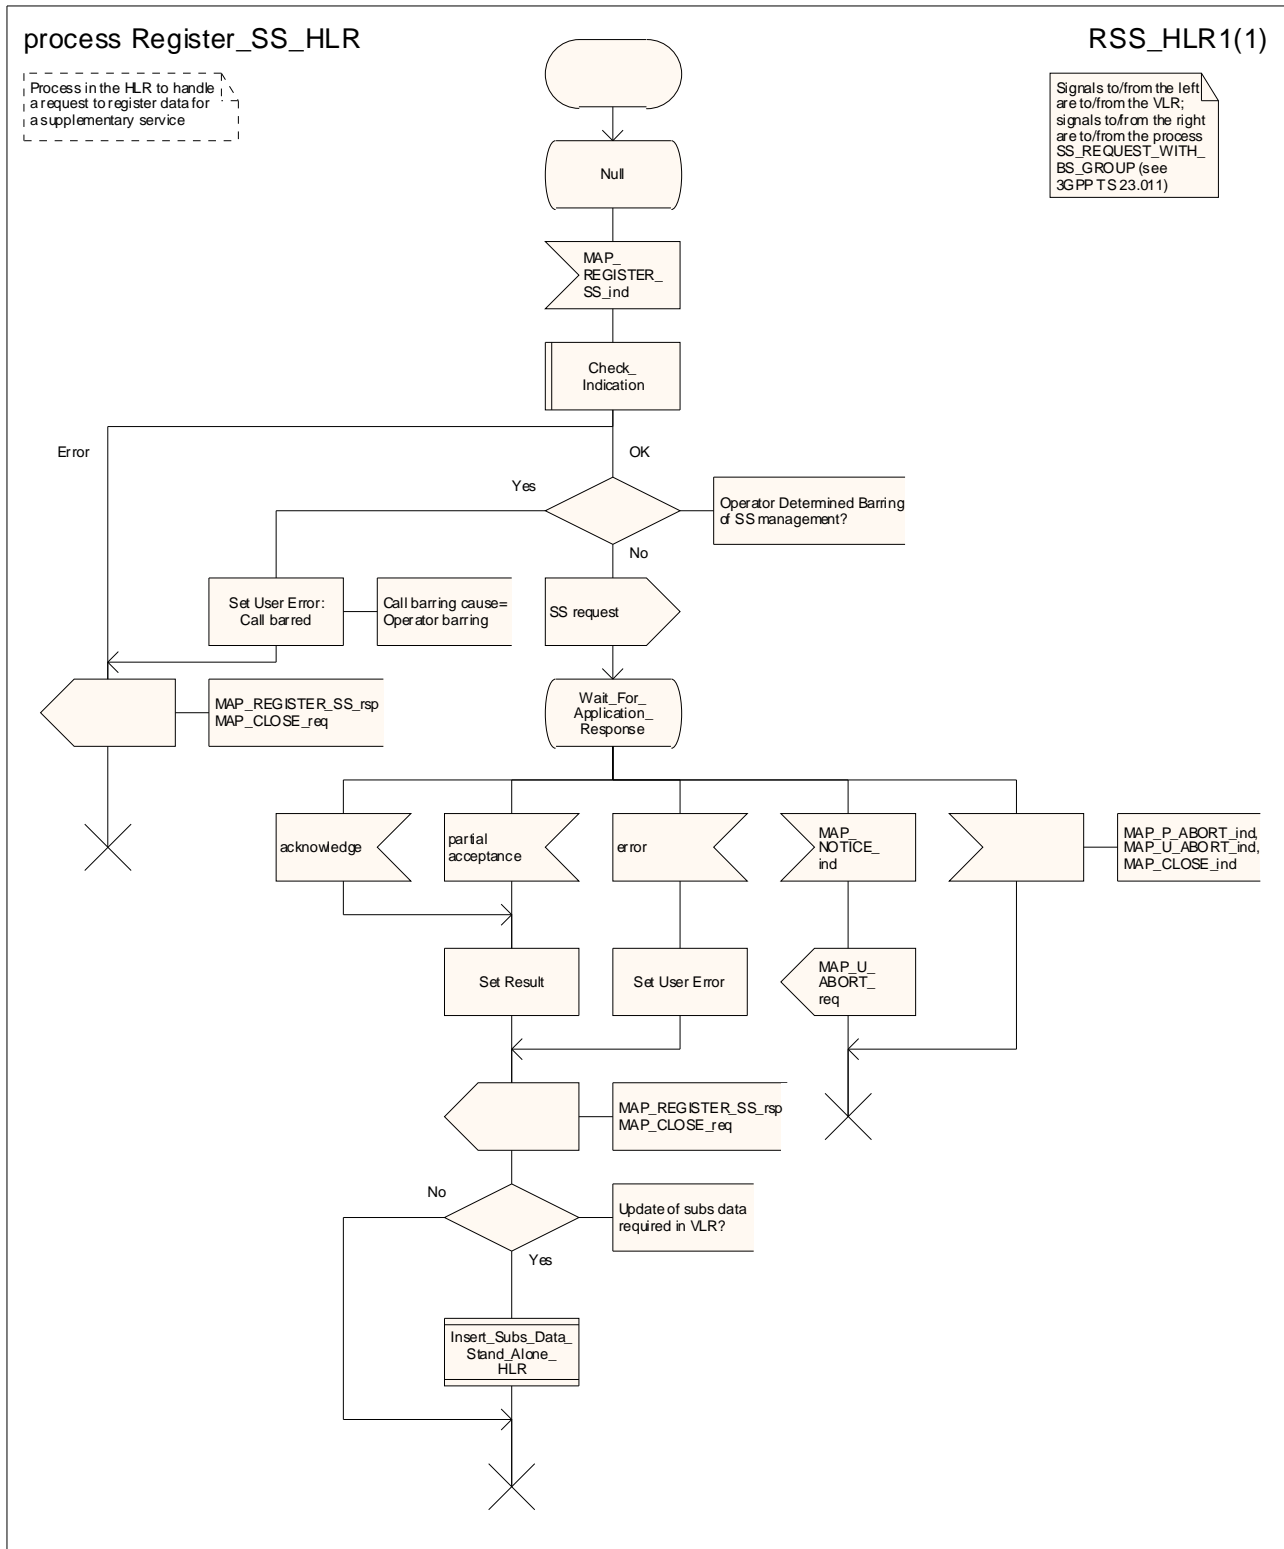 process Register_SS_HLR
RSS_HLR1(1)
Process in the HLR to handle
a request to register data for
a supplementary service
Signals to/from the left
are to/from the VLR;
signals to/from the right
are to/from the process
SS_REQUEST_WITH_
BS_GROUP (see
3GPP TS 23.011)
Null
MAP_
REGISTER_
SS_ind
Check_
Indication
Error
OK
Yes
Operator Determined Barring
of SS management?
No
Set User Error:
Call barred
Call barring cause=
Operator barring
SS request
MAP_REGISTER_SS_rsp
MAP_CLOSE_req
Wait_For_
Application_
Response
acknowledge
partial
acceptance
error
MAP_
NOTICE_
ind
MAP_P_ABORT_ind,
MAP_U_ABORT_ind,
MAP_CLOSE_ind
Set Result
Set User Error
MAP_U_
ABORT_
req
MAP_REGISTER_SS_rsp
MAP_CLOSE_req
No
Update of subs data
required in VLR?
Yes
Insert_Subs_Data_
Stand_Alone_
HLR